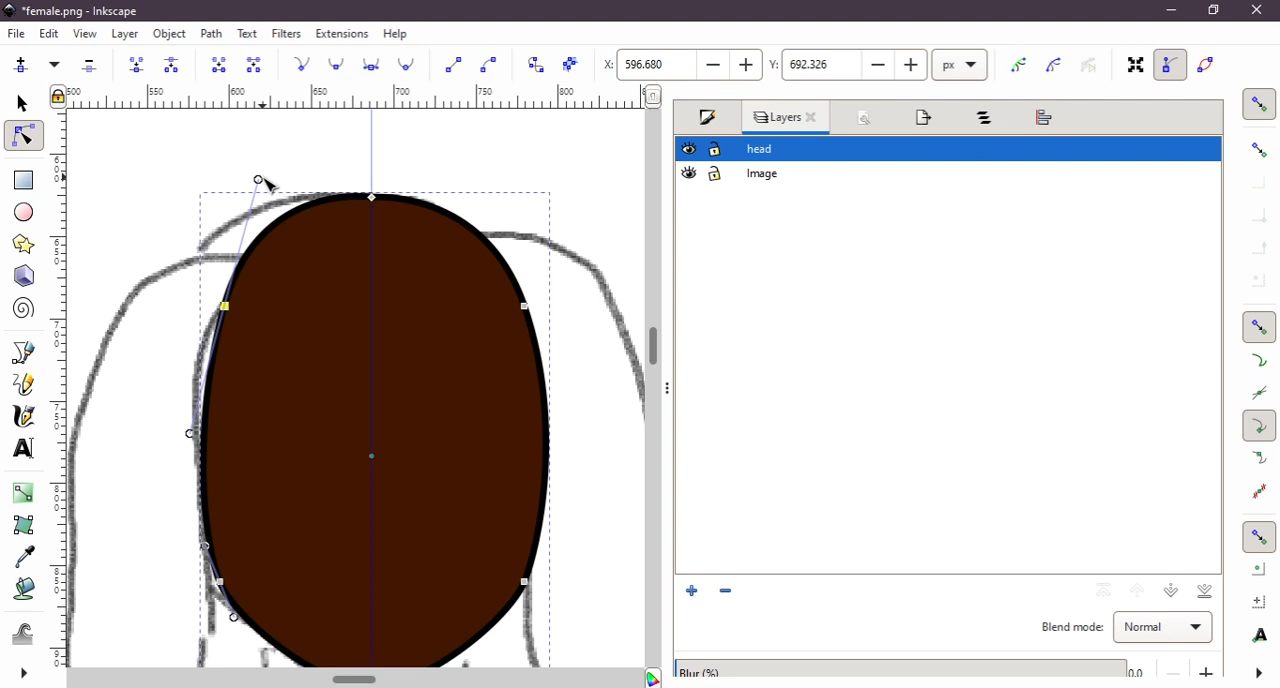 *female.png - Inkscape
File Edit View Layer Object Path Text Filters Extensions Help
X: 596.680 Y: 692.326 px
500 550 600 650 700 750 800
Layers
head
Image
Blend mode: Normal
Blur (%) 0.0